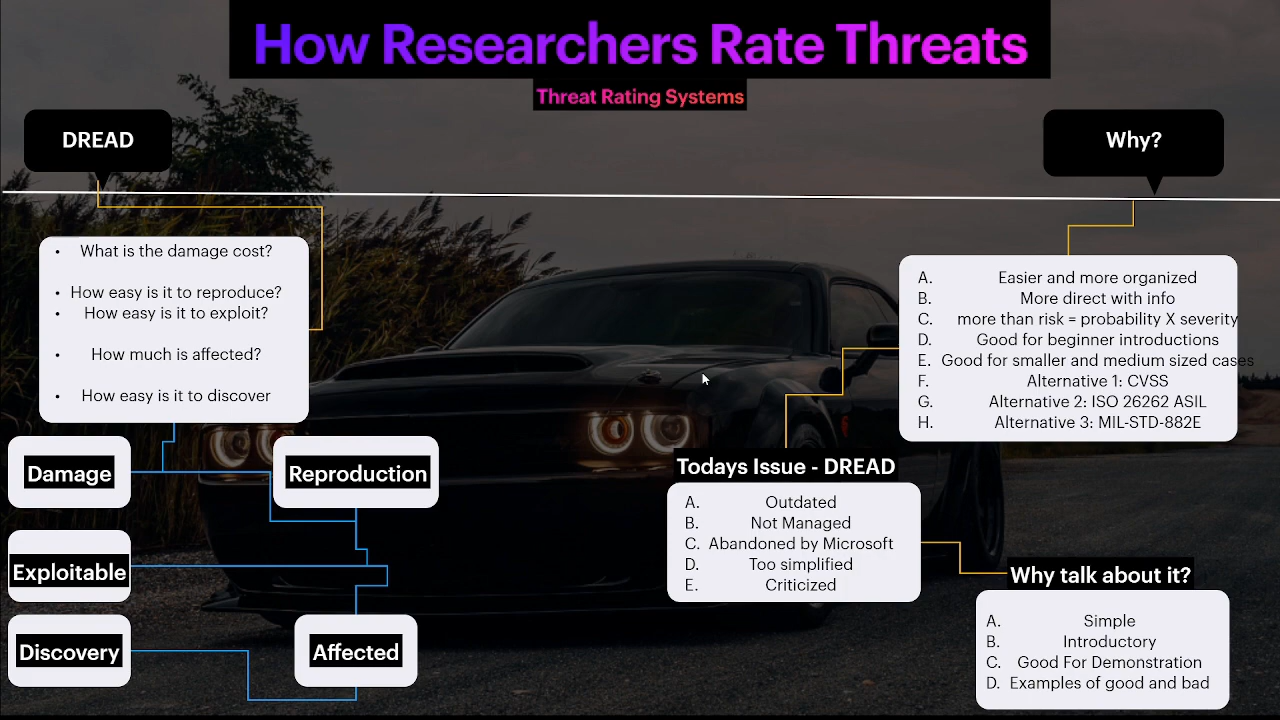 How Researchers Rate Threats
Threat Rating Systems
DREAD
Why?
• What is the damage cost?
• How easy is it to reproduce?
• How easy is it to exploit?
• How much is affected?
• How easy is it to discover
A. Easier and more organized
B. More direct with info
C. more than risk = probability X severity
D. Good for beginner introductions
E. Good for smaller and medium sized cases
F. Alternative 1: CVSS
G. Alternative 2: ISO 26262 ASIL
H. Alternative 3: MIL-STD-882E
Damage
Reproduction
Exploitable
Discovery
Affected
Todays Issue - DREAD
A. Outdated
B. Not Managed
C. Abandoned by Microsoft
D. Too simplified
E. Criticized
Why talk about it?
A. Simple
B. Introductory
C. Good For Demonstration
D. Examples of good and bad